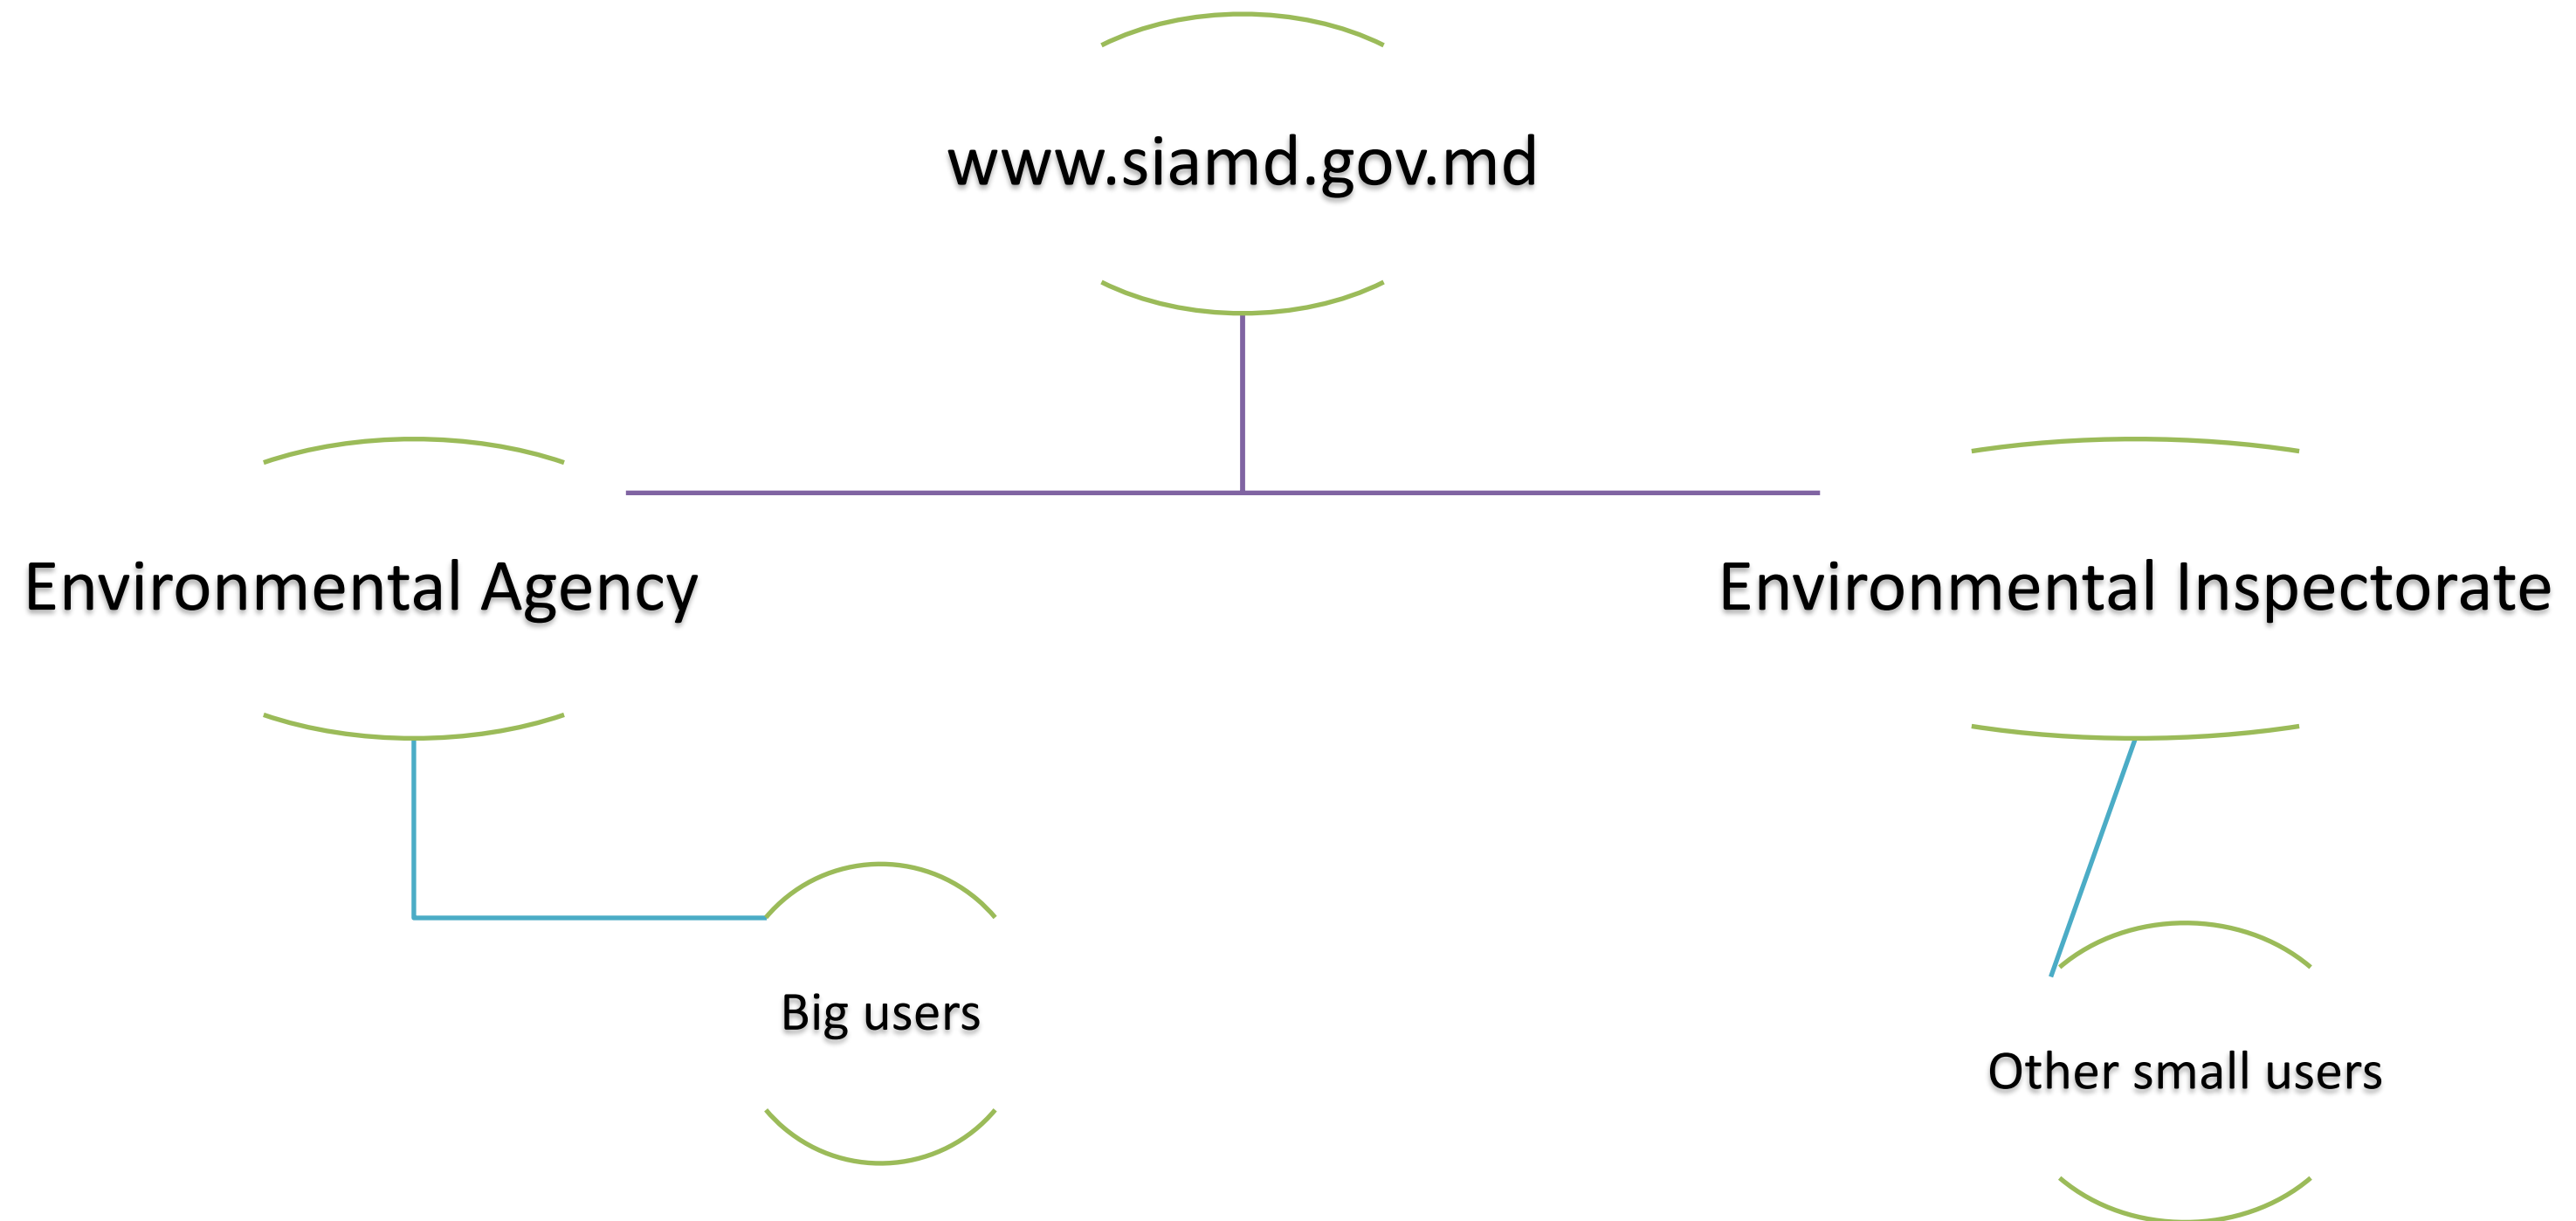 www.siamd.gov.md
Environmental Agency
Environmental Inspectorate
Big users
Other small users